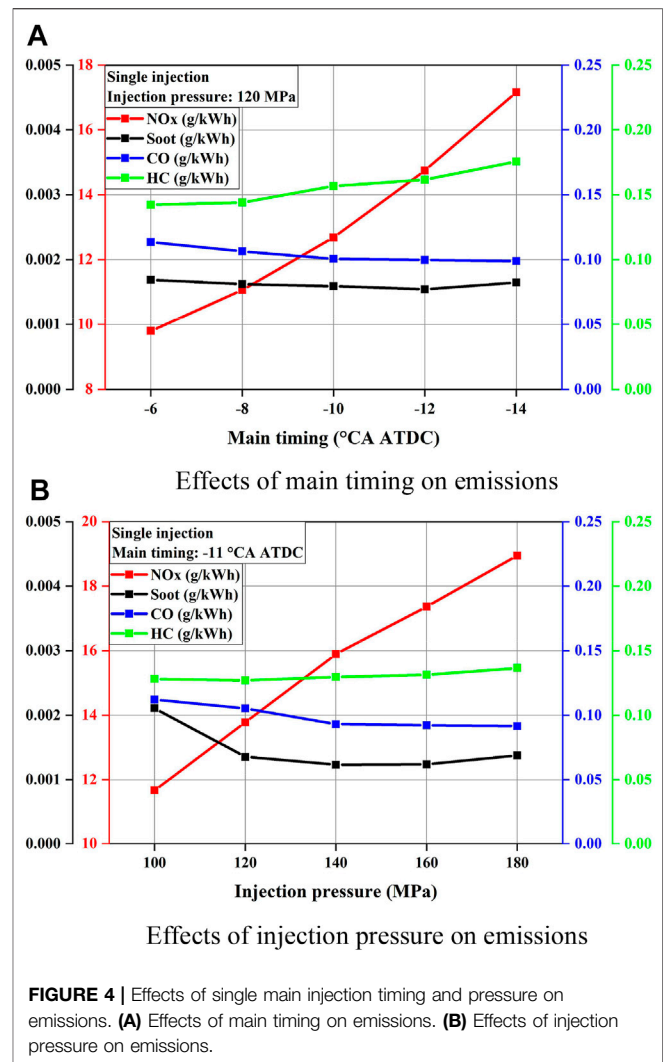 A
0.005 18 0.25 0.25
Single injection
Injection pressure: 120 MPa
NOx (g/kWh)
Soot (g/kWh)
CO (g/kWh)
HC (g/kWh)
0.004 16 0.20 0.20
0.003 14 0.15 0.15
0.002 12 0.10 0.10
0.001 10 0.05 0.05
0.000 8 0.00 0.00
-6 -8 -10 -12 -14
Main timing (°CA ATDC)
Effects of main timing on emissions
B
0.005 20 0.25 0.25
Single injection
Main timing: -11 °CA ATDC
NOx (g/kWh)
Soot (g/kWh)
CO (g/kWh)
HC (g/kWh)
0.004 18 0.20 0.20
0.003 16 0.15 0.15
0.002 14 0.10 0.10
0.001 12 0.05 0.05
0.000 10 0.00 0.00
100 120 140 160 180
Injection pressure (MPa)
Effects of injection pressure on emissions
FIGURE 4 | Effects of single main injection timing and pressure on
emissions. (A) Effects of main timing on emissions. (B) Effects of injection
pressure on emissions.